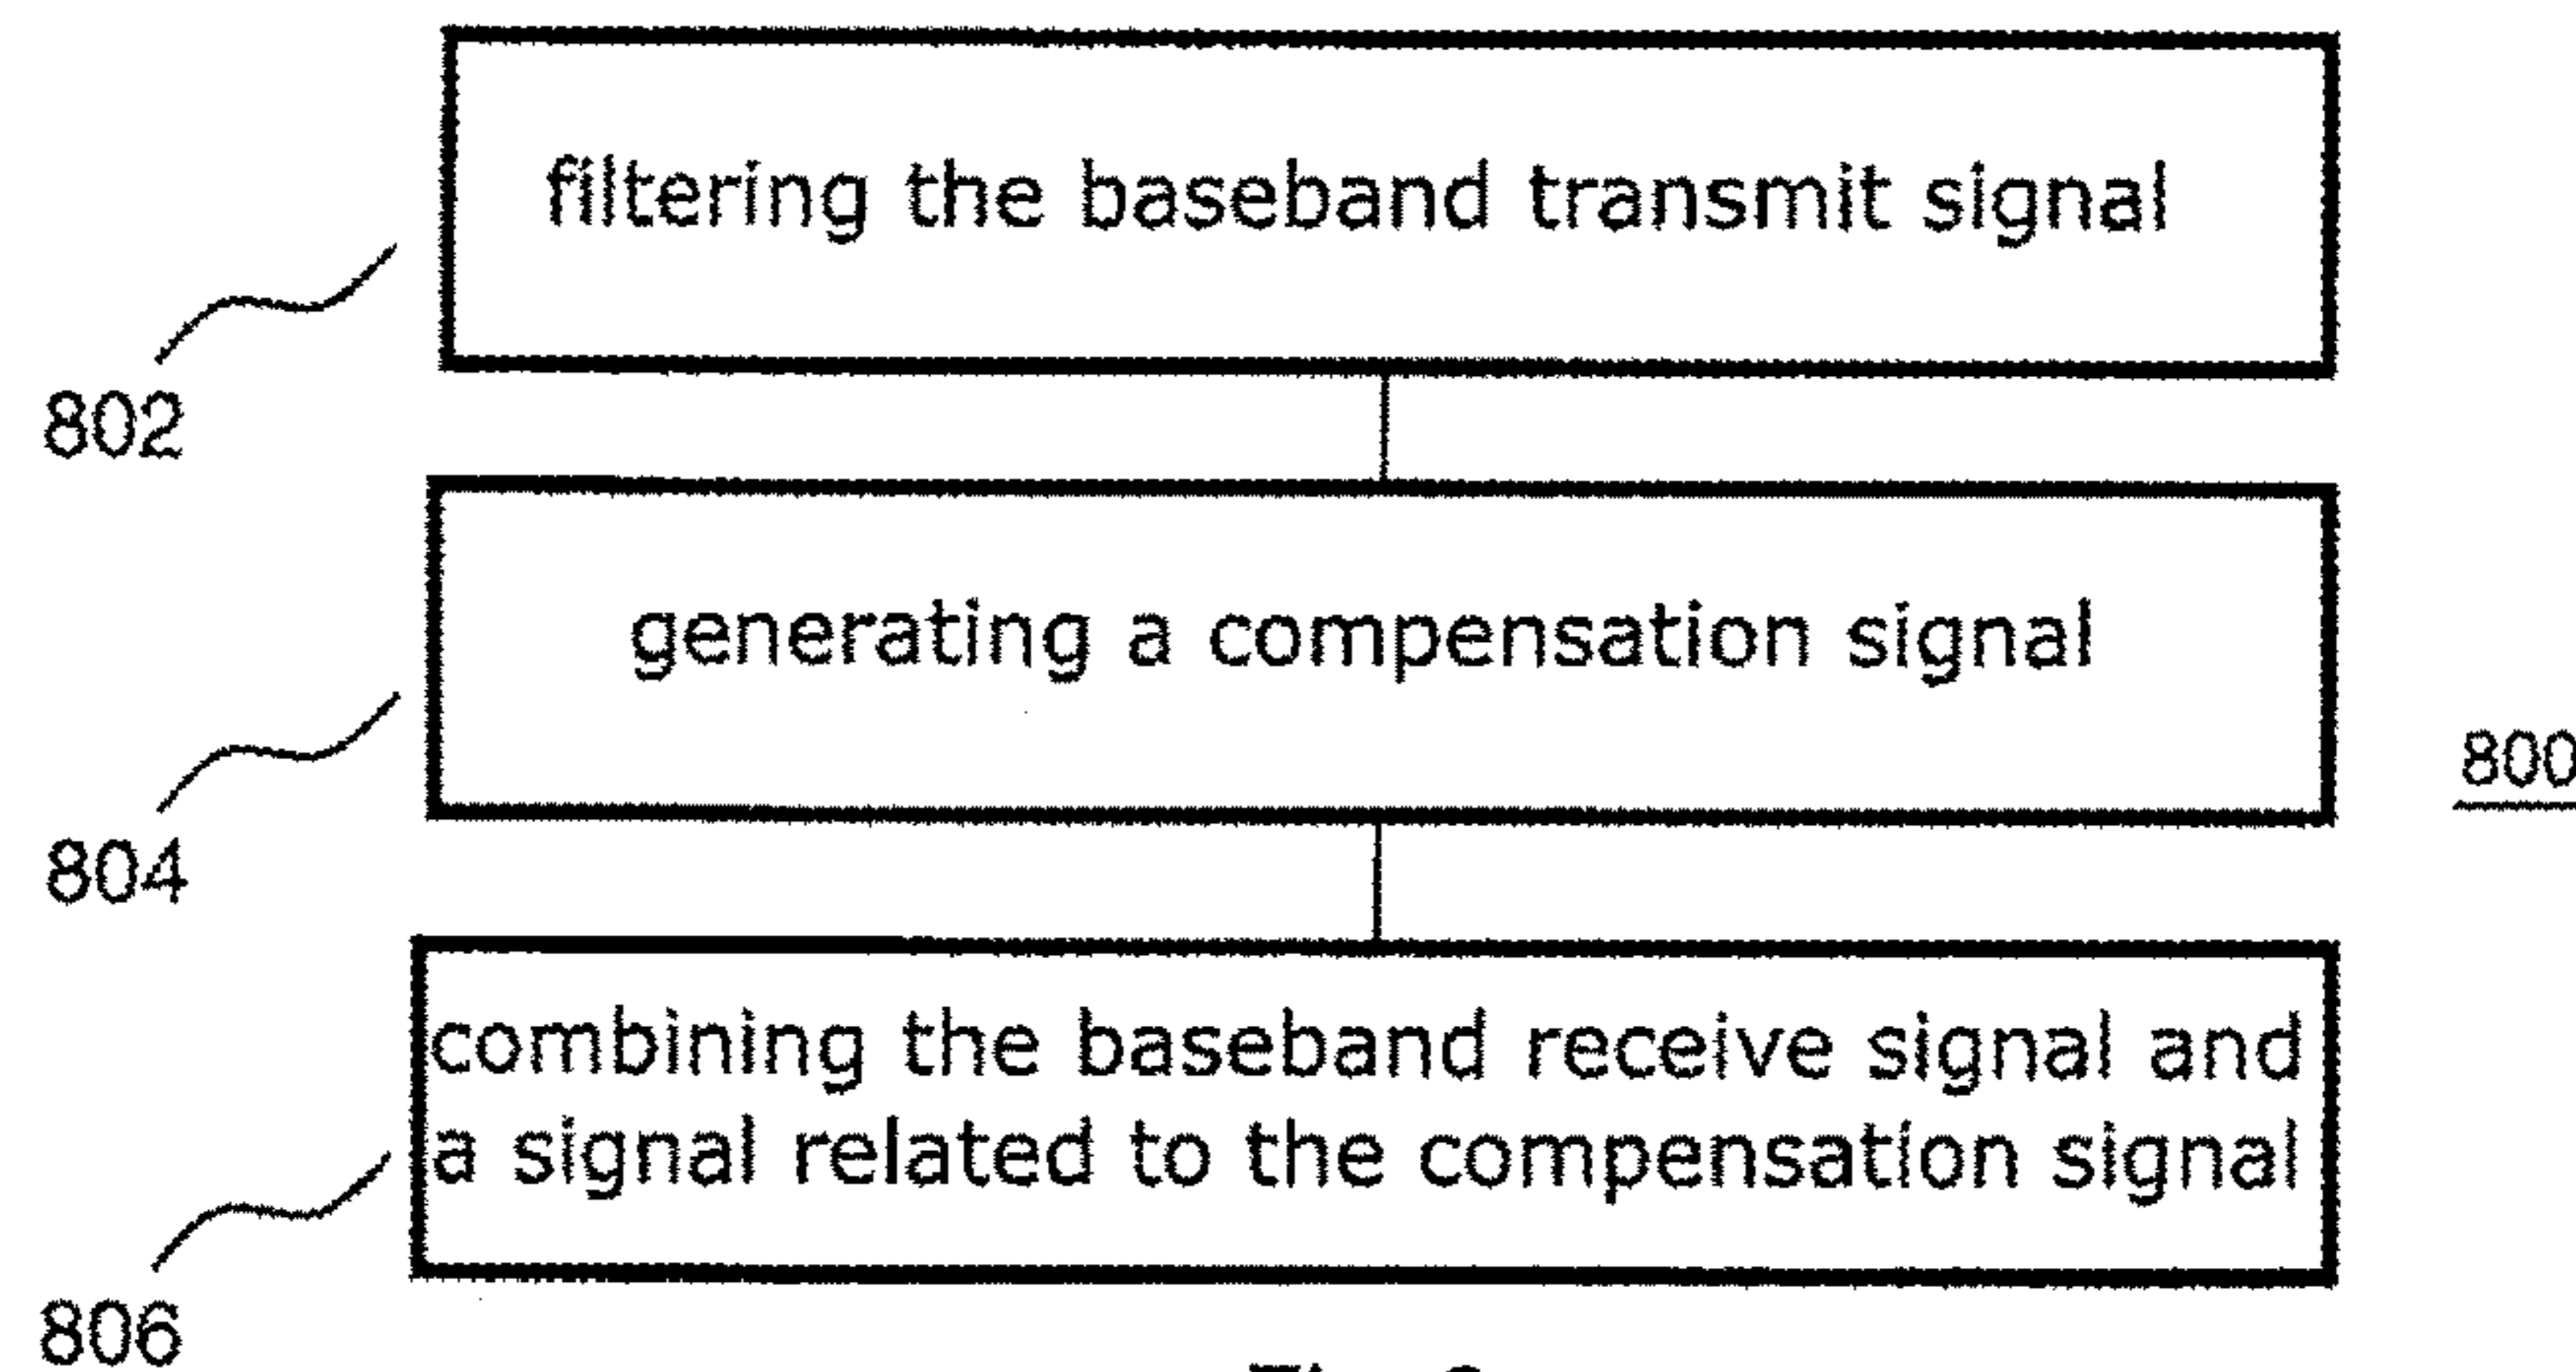 filtering the baseband transmit signal
802
generating a compensation signal
800
804
combining the baseband receive signal and
a signal related to the compensation signal
806